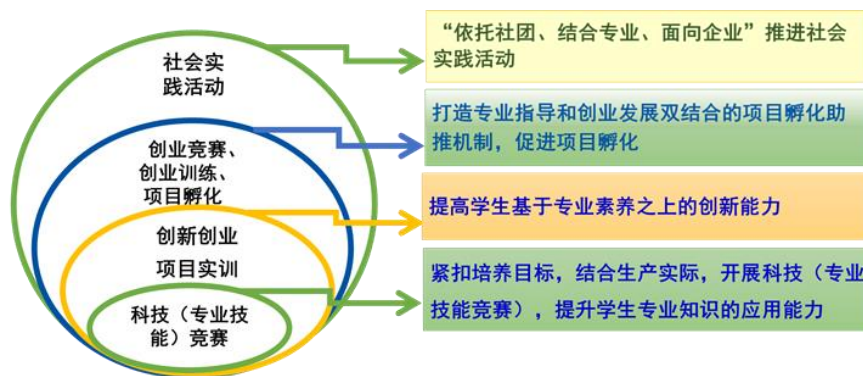 社会实
践活动
创业竞赛、
创业训练、
项目孵化
创新创业
项目实训
科技（专业技
能）竞赛
“依托社团、结合专业、面向企业”推进社会
实践活动
打造专业指导和创业发展双结合的项目孵化助
推机制，促进项目孵化
提高学生基于专业素养之上的创新能力
紧扣培养目标，结合生产实际，开展科技（专业
技能竞赛），提升学生专业知识的应用能力